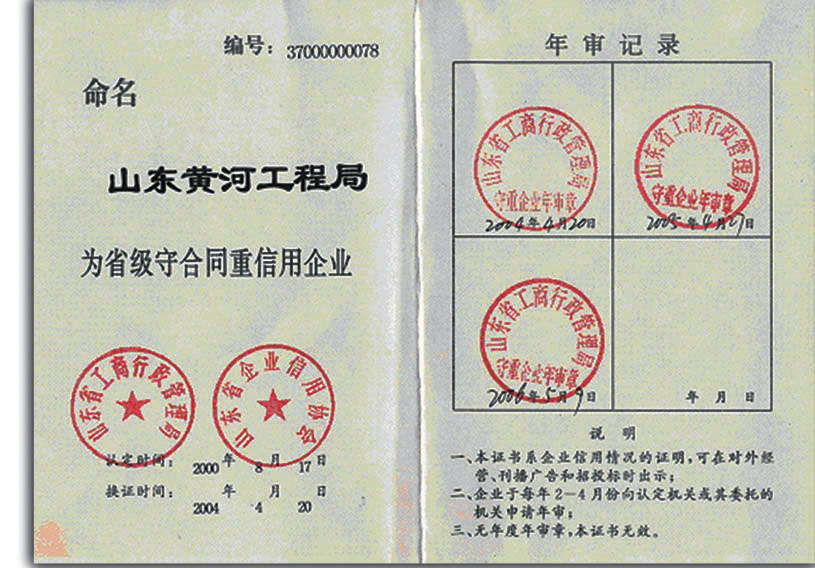 编号：37000000078
命名
山东黄河工程局
为省级守合同重信用企业
山东省工商行政管理局
山东省企业信用协会
认定时间： 2000 年 8 月 17 日
换证时间： 2004 年 4 月 20 日
年审记录
山东省工商行政管理局
守重企业年审章
2004年4月20日
山东省工商行政管理局
守重企业年审章
2005年4月27日
山东省工商行政管理局
守重企业年审章
2006年5月9日
年 月 日
说 明
一、本证书系企业信用情况的证明，可在对外经
营、刊播广告和招投标时出示；
二、企业于每年2-4月份向认定机关或其委托的
机关申请年审；
三、无年度年审章，本证书无效。